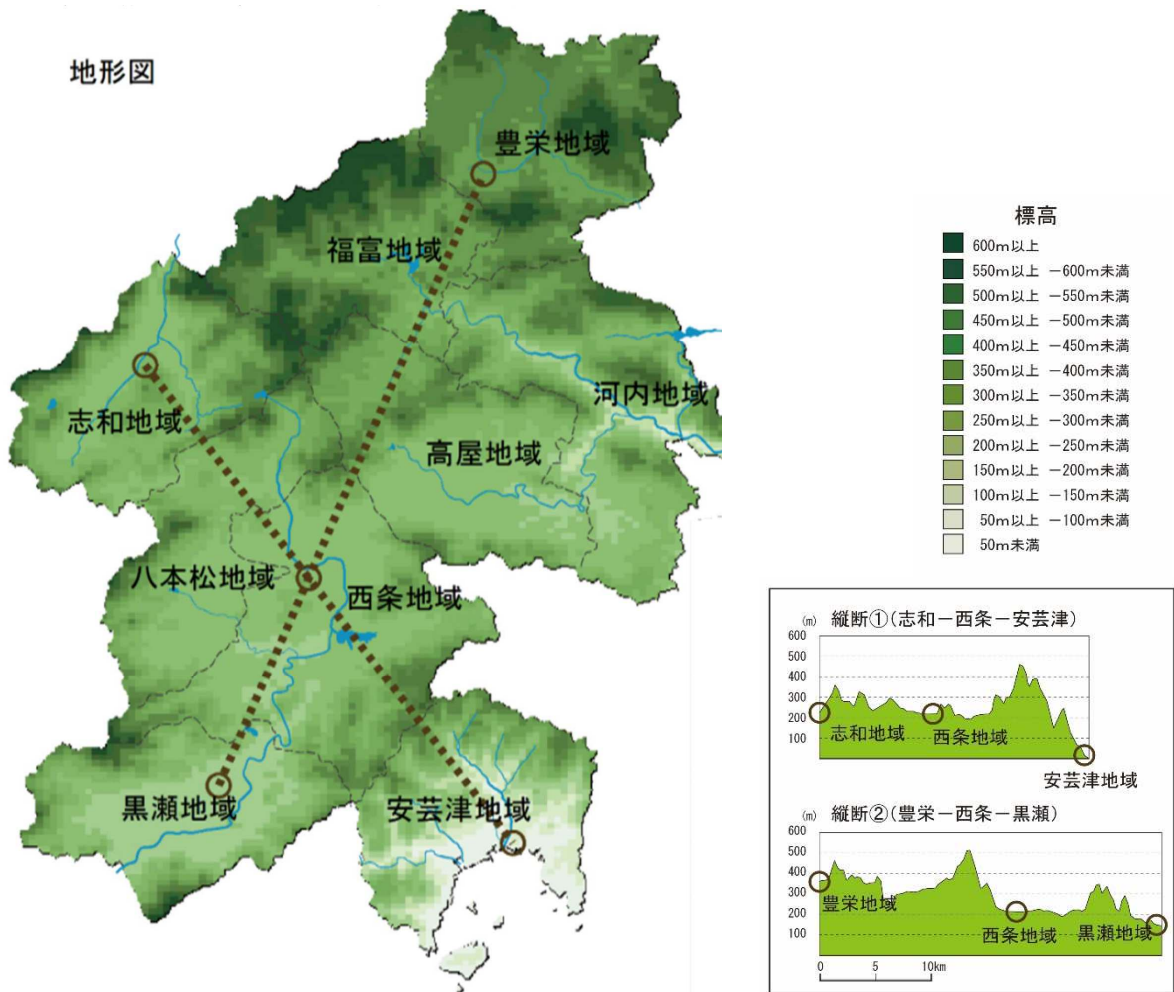 地形図
豊栄地域
福富地域
志和地域
河内地域
高屋地域
八本松地域
西条地域
黒瀬地域
安芸津地域
標高
600m以上
550m以上 －600m未満
500m以上 －550m未満
450m以上 －500m未満
400m以上 －450m未満
350m以上 －400m未満
300m以上 －350m未満
250m以上 －300m未満
200m以上 －250m未満
150m以上 －200m未満
100m以上 －150m未満
50m以上 －100m未満
50m未満
(m) 縦断①(志和－西条－安芸津)
600
500
400
300
200
100
志和地域
西条地域
安芸津地域
(m) 縦断②(豊栄－西条－黒瀬)
600
500
400
300
200
100
豊栄地域
西条地域
黒瀬地域
0 5 10km